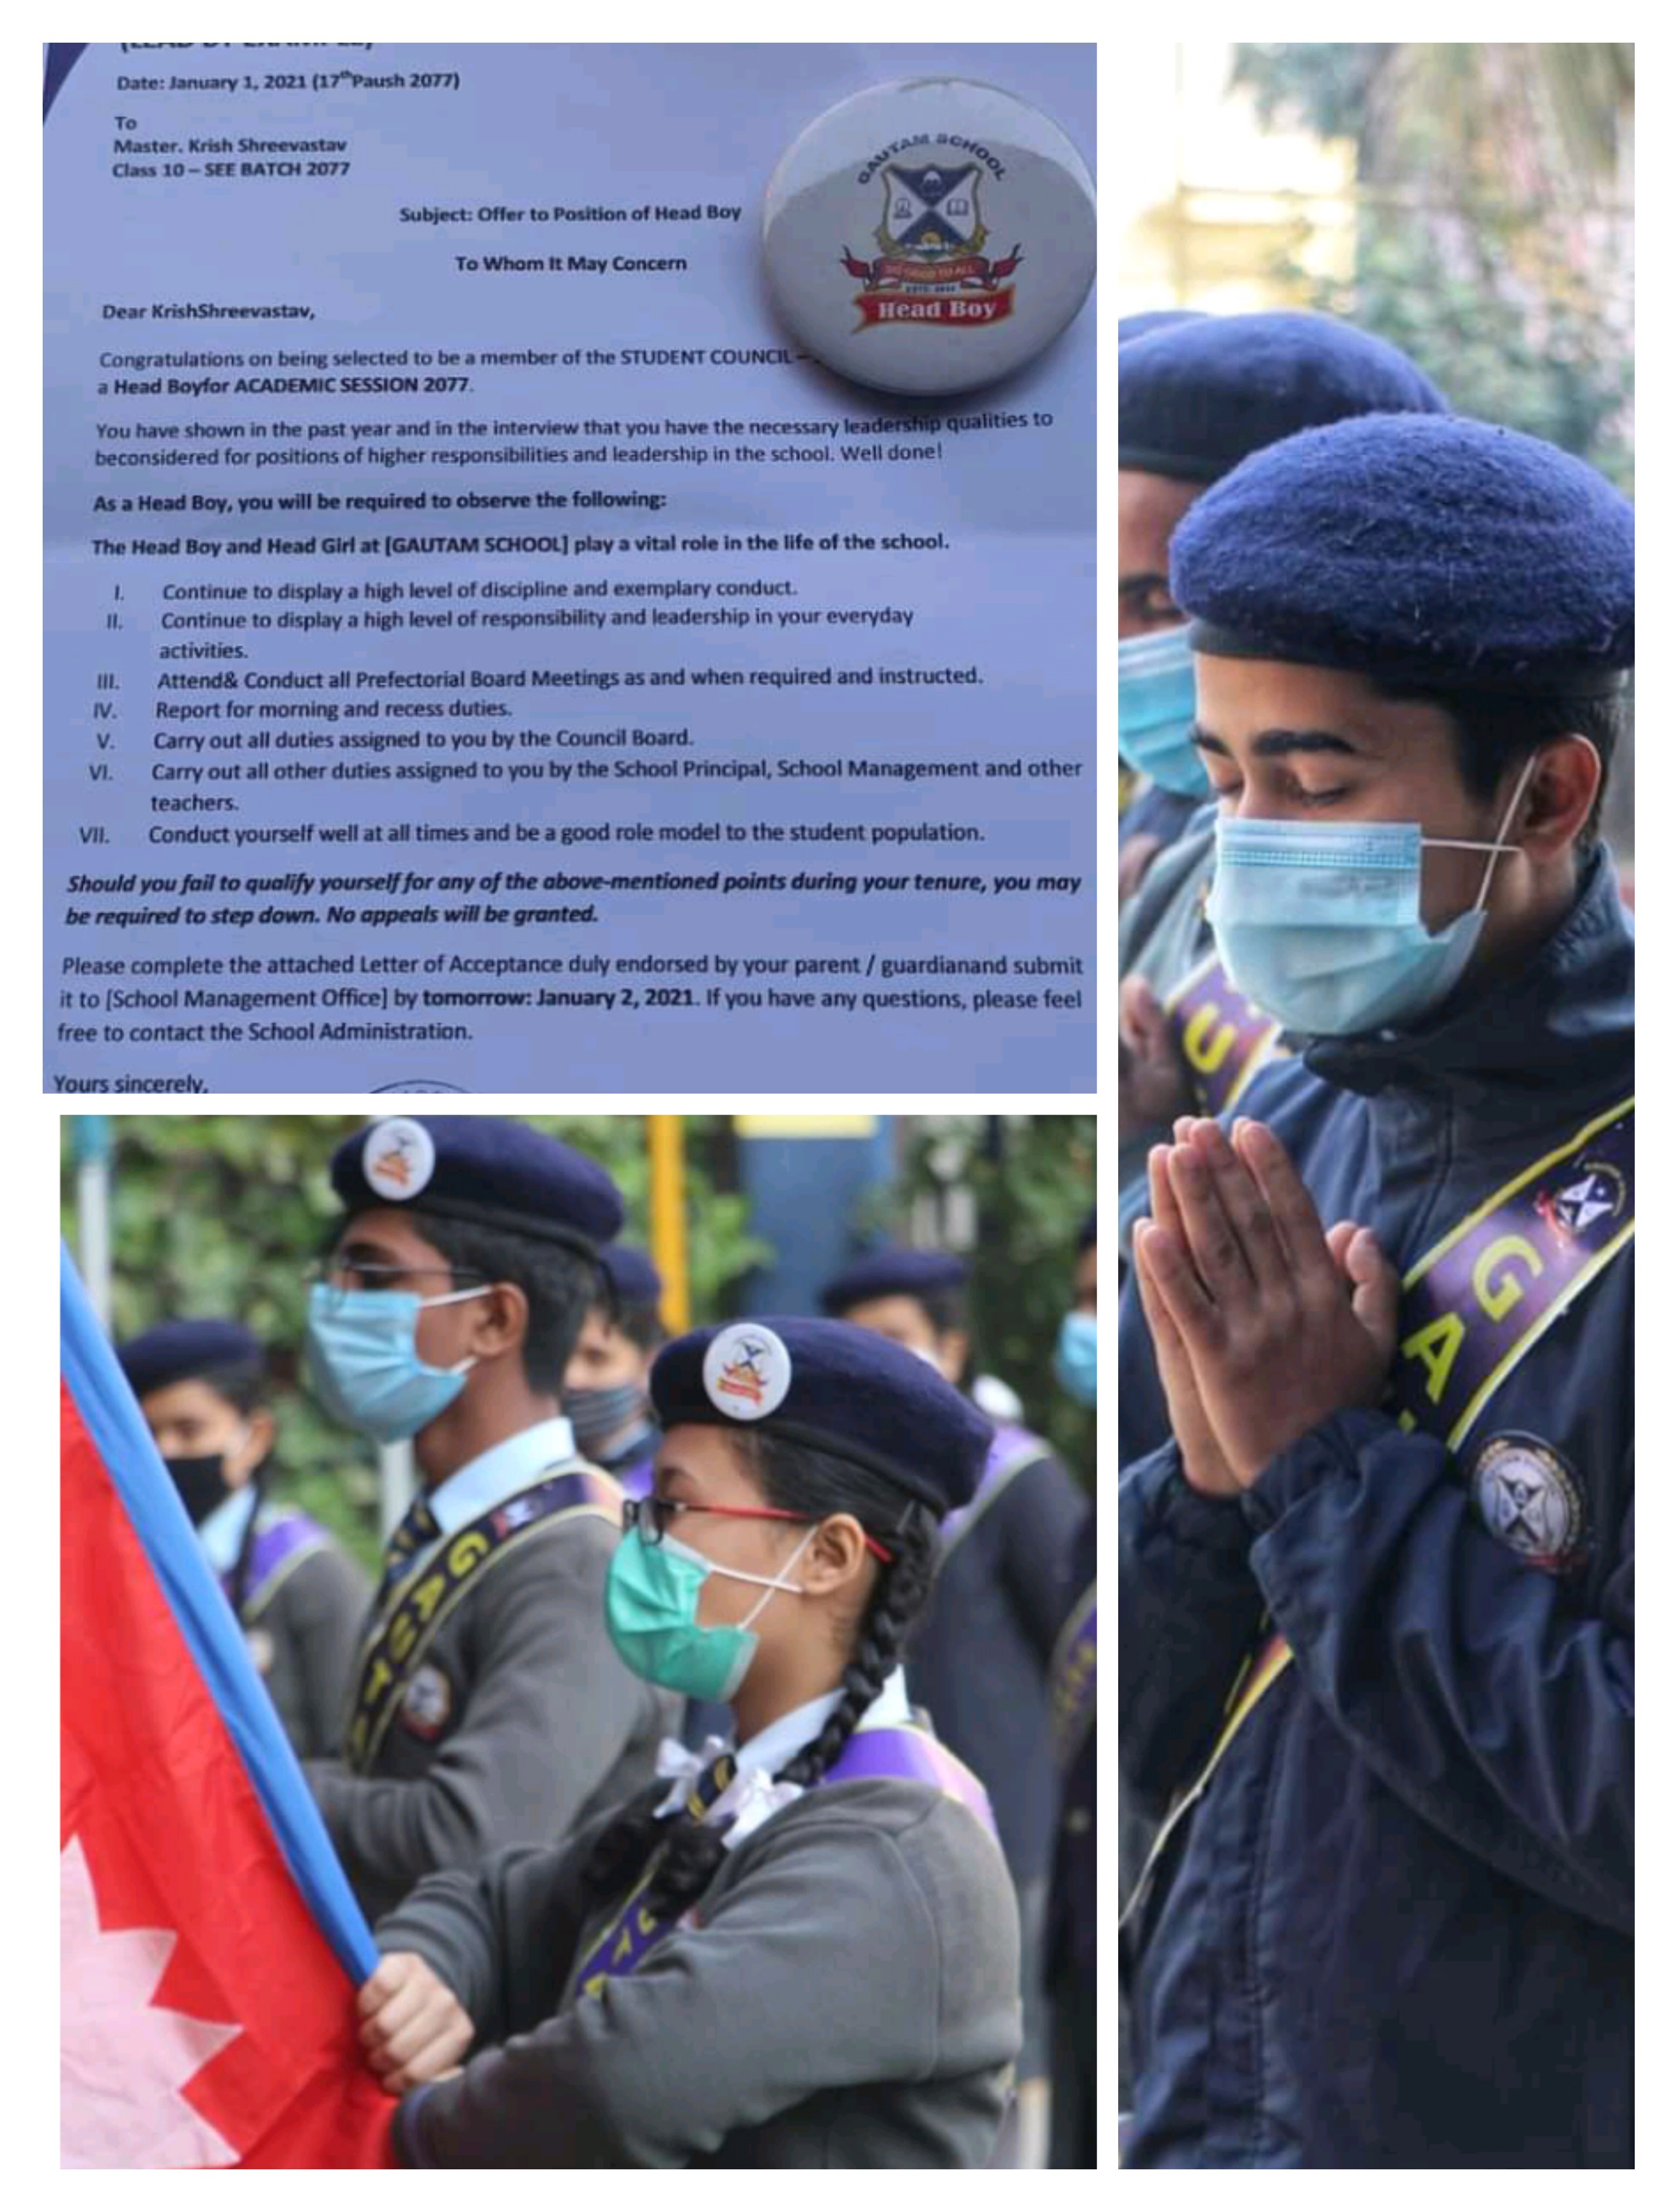 (LEAD BY EXAMPLE)
Date: January 1, 2021 (17thPaush 2077)
To
Master. Krish Shreevastav
Class 10 – SEE BATCH 2077
Subject: Offer to Position of Head Boy
To Whom It May Concern
Dear KrishShreevastav,
Congratulations on being selected to be a member of the STUDENT COUNCIL –
a Head Boyfor ACADEMIC SESSION 2077.
You have shown in the past year and in the interview that you have the necessary leadership qualities to
beconsidered for positions of higher responsibilities and leadership in the school. Well done!
As a Head Boy, you will be required to observe the following:
The Head Boy and Head Girl at [GAUTAM SCHOOL] play a vital role in the life of the school.
I. Continue to display a high level of discipline and exemplary conduct.
II. Continue to display a high level of responsibility and leadership in your everyday
activities.
III. Attend& Conduct all Prefectorial Board Meetings as and when required and instructed.
IV. Report for morning and recess duties.
V. Carry out all duties assigned to you by the Council Board.
VI. Carry out all other duties assigned to you by the School Principal, School Management and other
teachers.
VII. Conduct yourself well at all times and be a good role model to the student population.
Should you fail to qualify yourself for any of the above-mentioned points during your tenure, you may
be required to step down. No appeals will be granted.
Please complete the attached Letter of Acceptance duly endorsed by your parent / guardianand submit
it to [School Management Office] by tomorrow: January 2, 2021. If you have any questions, please feel
free to contact the School Administration.
Yours sincerely,
GAUTAM SCHOOL
Head Boy
U
G A
G A U T